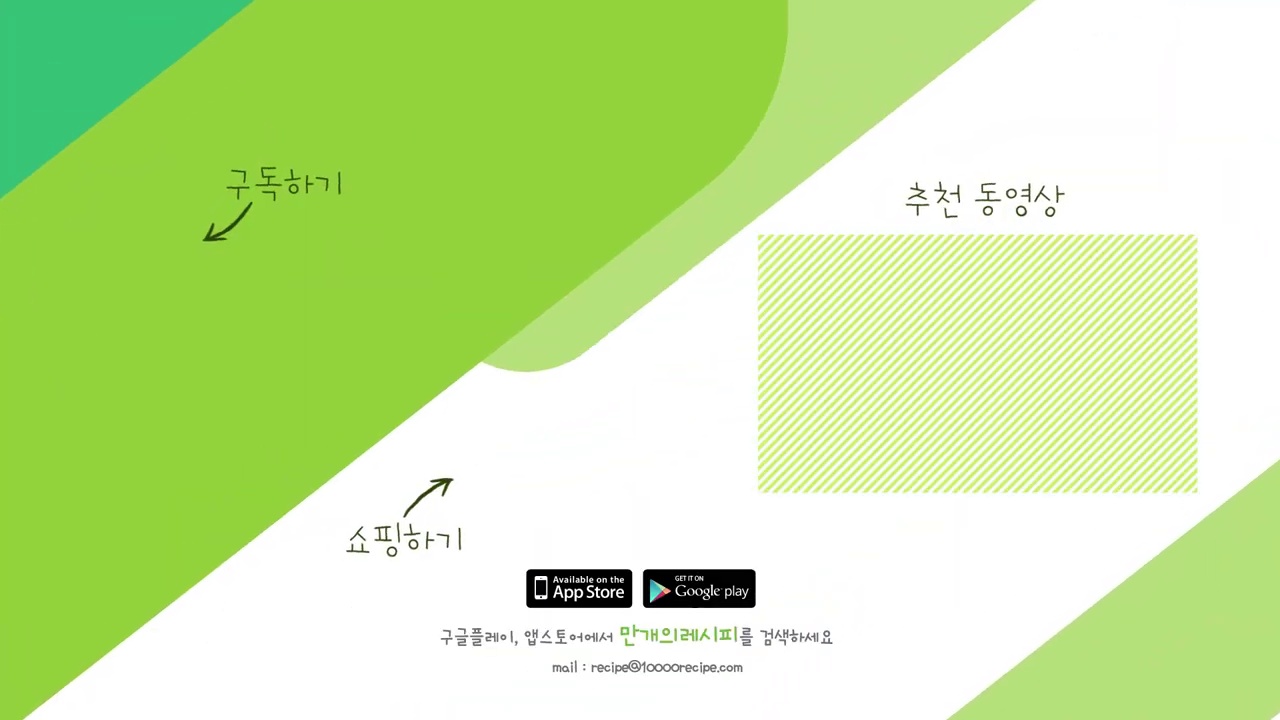 구독하기
추천 동영상
쇼핑하기
Available on the
App Store
GET IT ON
Google play
구글플레이, 앱스토어에서 만개의레시피를 검색하세요
mail : recipe@10000recipe.com